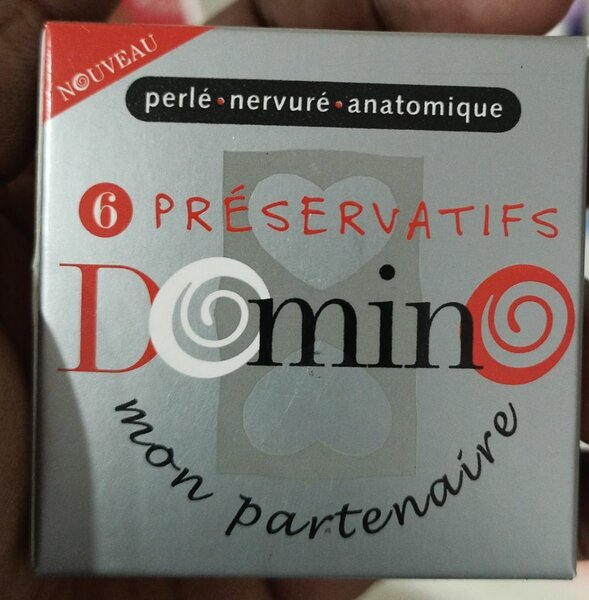 NOUVEAU
perlé • nervuré • anatomique
6 PRÉSERVATIFS
Domino
mon partenaire